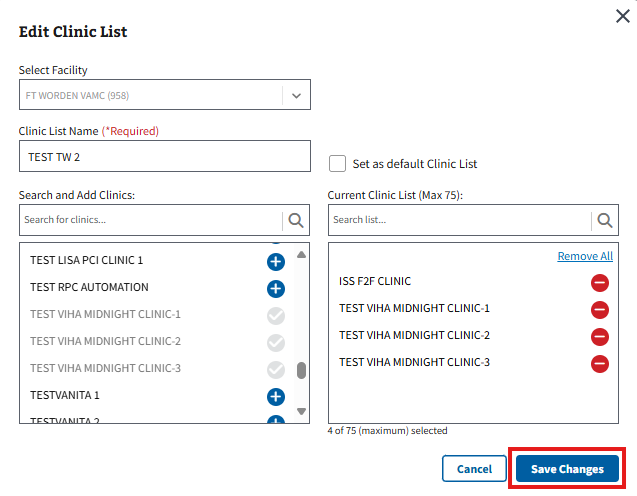 Edit Clinic List
Select Facility
FT WORDEN VAMC (958)
Clinic List Name (*Required)
TEST TW 2
Set as default Clinic List
Search and Add Clinics:
Search for clinics...
TEST LISA PCI CLINIC 1
TEST RPC AUTOMATION
TEST VIHA MIDNIGHT CLINIC-1
TEST VIHA MIDNIGHT CLINIC-2
TEST VIHA MIDNIGHT CLINIC-3
TESTVANITA 1
TESTVANITA 2
Current Clinic List (Max 75):
Search list...
Remove All
ISS F2F CLINIC
TEST VIHA MIDNIGHT CLINIC-1
TEST VIHA MIDNIGHT CLINIC-2
TEST VIHA MIDNIGHT CLINIC-3
4 of 75 (maximum) selected
Cancel
Save Changes